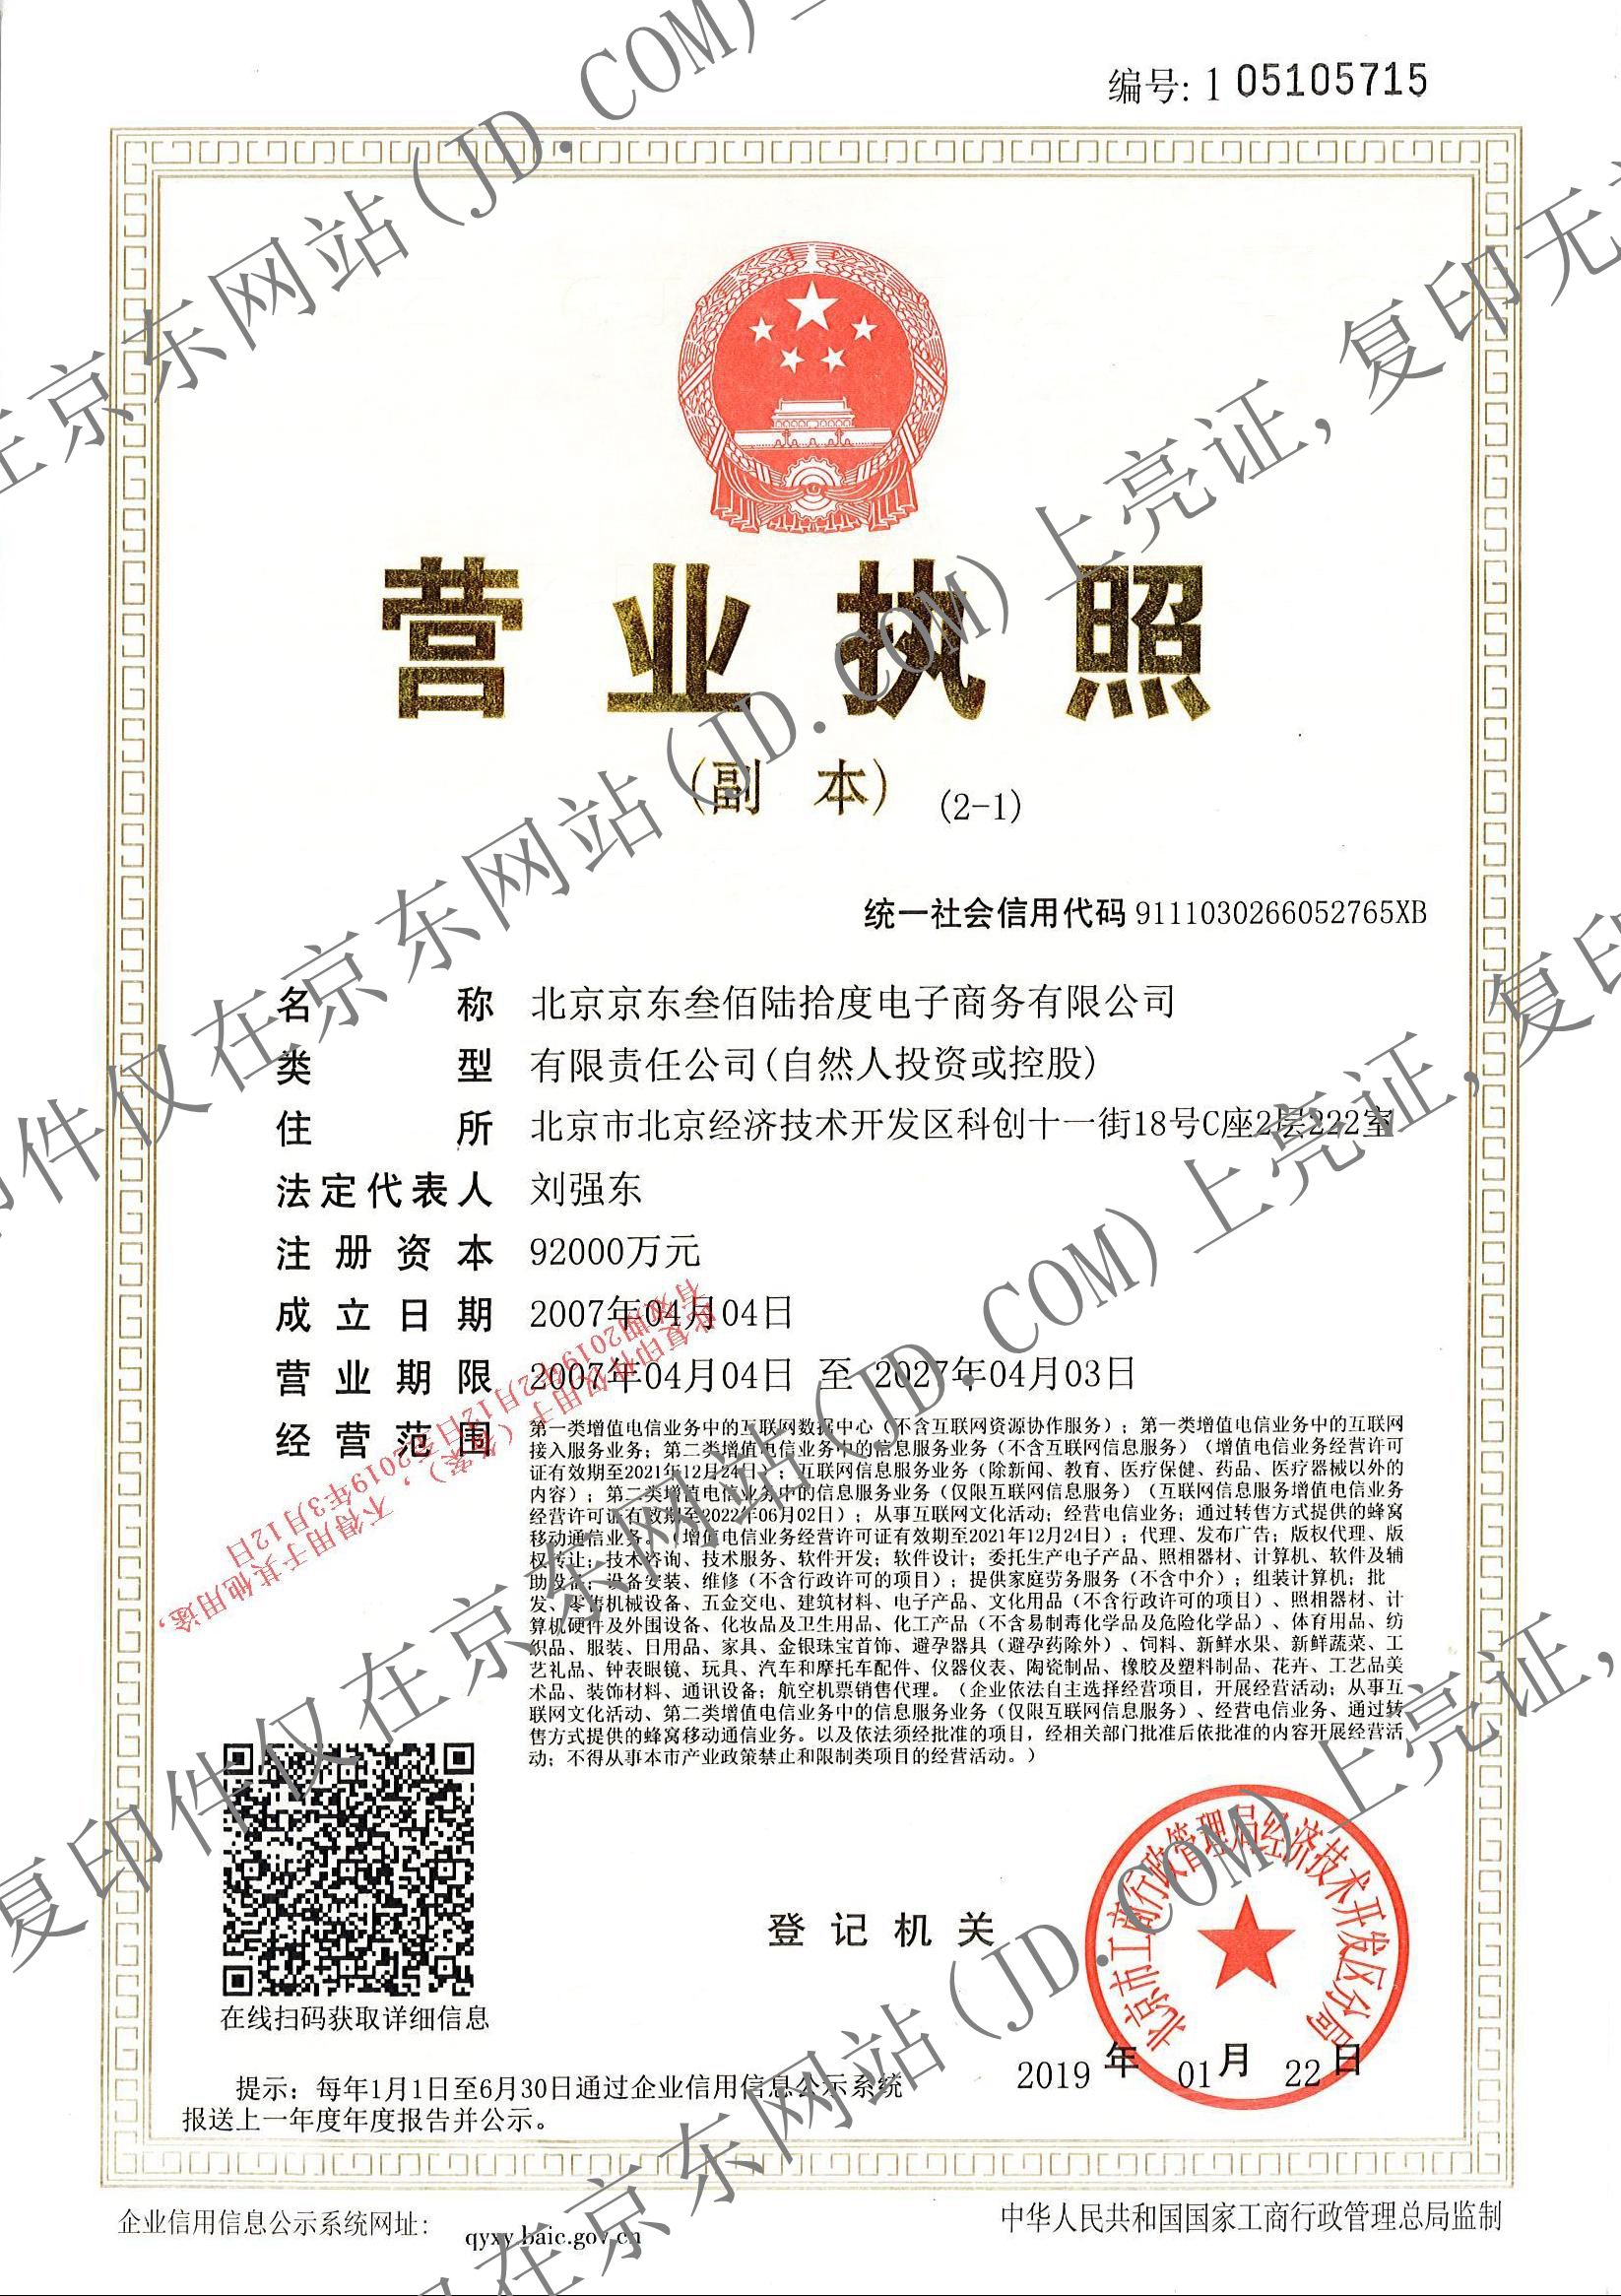 编号: 1 05105715
营业执照
(副 本) (2-1)
统一社会信用代码 9111030266052765XB
名 称 北京京东叁佰陆拾度电子商务有限公司
类 型 有限责任公司(自然人投资或控股)
住 所 北京市北京经济技术开发区科创十一街18号C座2层222室
法定代表人 刘强东
注册资本 92000万元
成立日期 2007年04月04日
营业期限 2007年04月04日 至 2027年04月03日
经营范围 第一类增值电信业务中的互联网数据中心（不含互联网资源协作服务）；第一类增值电信业务中的互联网
接入服务业务；第二类增值电信业务中的信息服务业务（不含互联网信息服务）（增值电信业务经营许可
证有效期至2021年12月24日）；互联网信息服务业务（除新闻、教育、医疗保健、药品、医疗器械以外的
内容）；第二类增值电信业务中的信息服务业务（仅限互联网信息服务）（互联网信息服务增值电信业务
经营许可证有效期至2022年06月02日）；从事互联网文化活动；经营电信业务；通过转售方式提供的蜂窝
移动通信业务。（增值电信业务经营许可证有效期至2021年12月24日）；代理、发布广告；版权代理、版
权转让；技术咨询、技术服务、软件开发；软件设计；委托生产电子产品、照相器材、计算机、软件及辅
助设备；设备安装、维修（不含行政许可的项目）；提供家庭劳务服务（不含中介）；组装计算机；批
发、零售机械设备、五金交电、建筑材料、电子产品、文化用品（不含行政许可的项目）、照相器材、计
算机硬件及外围设备、化妆品及卫生用品、化工产品（不含易制毒化学品及危险化学品）、体育用品、纺
织品、服装、日用品、家具、金银珠宝首饰、避孕器具（避孕药除外）、饲料、新鲜水果、新鲜蔬菜、工
艺礼品、钟表眼镜、玩具、汽车和摩托车配件、仪器仪表、陶瓷制品、橡胶及塑料制品、花卉、工艺品美
术品、装饰材料、通讯设备；航空机票销售代理。（企业依法自主选择经营项目，开展经营活动；从事互
联网文化活动、第二类增值电信业务中的信息服务业务（仅限互联网信息服务）、经营电信业务、通过转
售方式提供的蜂窝移动通信业务。以及依法须经批准的项目，经相关部门批准后依批准的内容开展经营活
动；不得从事本市产业政策禁止和限制类项目的经营活动。）
有效期2019年2月12日至2019年3月12日
在线扫码获取详细信息
登记机关
北京市工商行政管理局经济技术开发区分局
2019 年 01 月 22 日
提示：每年1月1日至6月30日通过企业信用信息公示系统
报送上一年度年度报告并公示。
企业信用信息公示系统网址： qyxy.baic.gov.cn
中华人民共和国国家工商行政管理总局监制
在京东网站(JD.COM)上
印件仅在京东网站(JD.COM)上亮证,复印无
复印件仅在京东网站(JD.COM)上亮证,复印
在京东网站(JD.COM)上亮证,